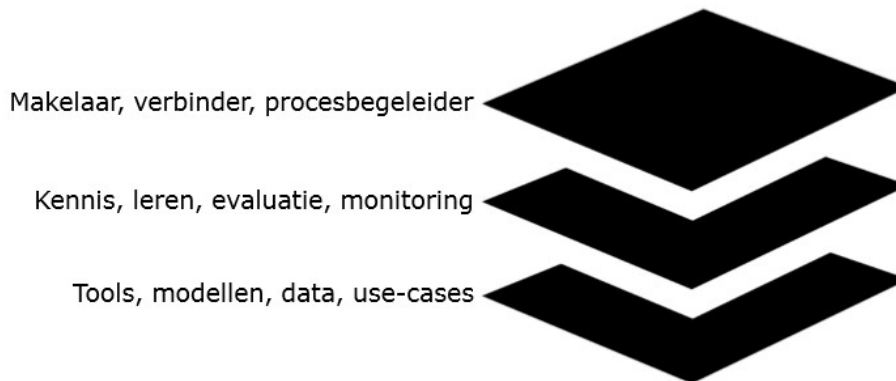 Makelaar, verbinder, procesbegeleider
Kennis, leren, evaluatie, monitoring
Tools, modellen, data, use-cases